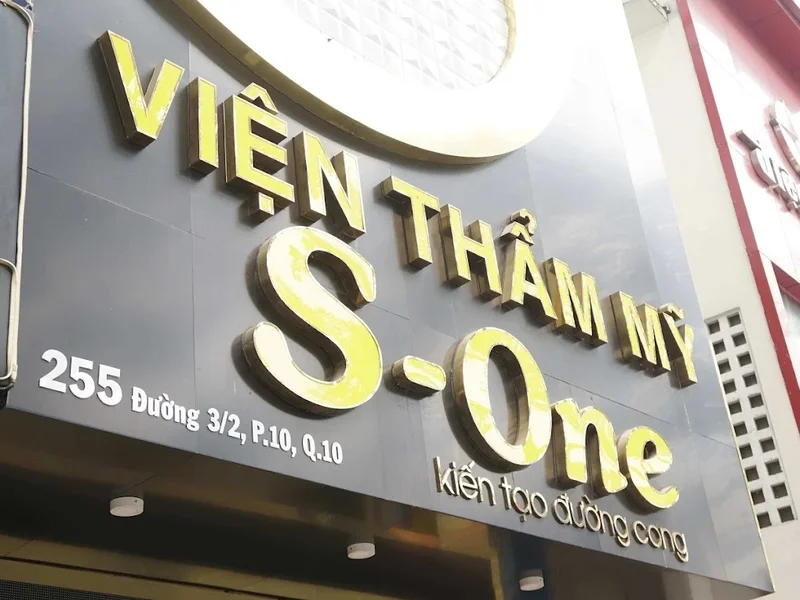 VIỆN THẨM MỸ
S-One
kiến tạo đường cong
255 Đường 3/2, P.10, Q.10